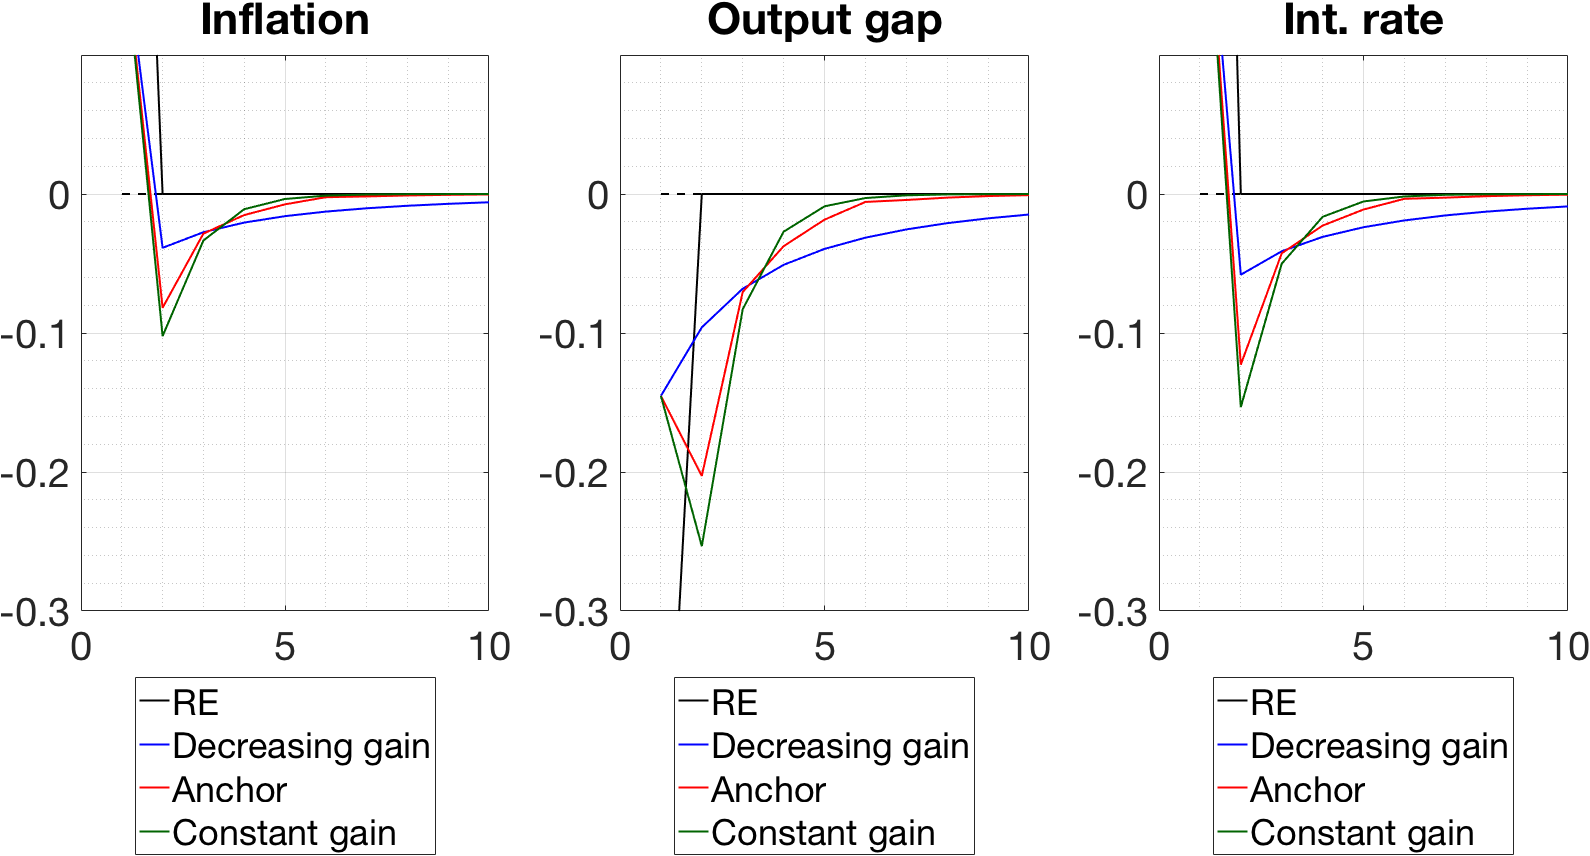 Inflation Output gap Int. rate
0 0 0
-0.1 -0.1 -0.1
-0.2 -0.2 -0.2
-0.3 -0.3 -0.3
0 5 10 0 5 10 0 5 10
RE RE RE
Decreasing gain Decreasing gain Decreasing gain
Anchor Anchor Anchor
Constant gain Constant gain Constant gain